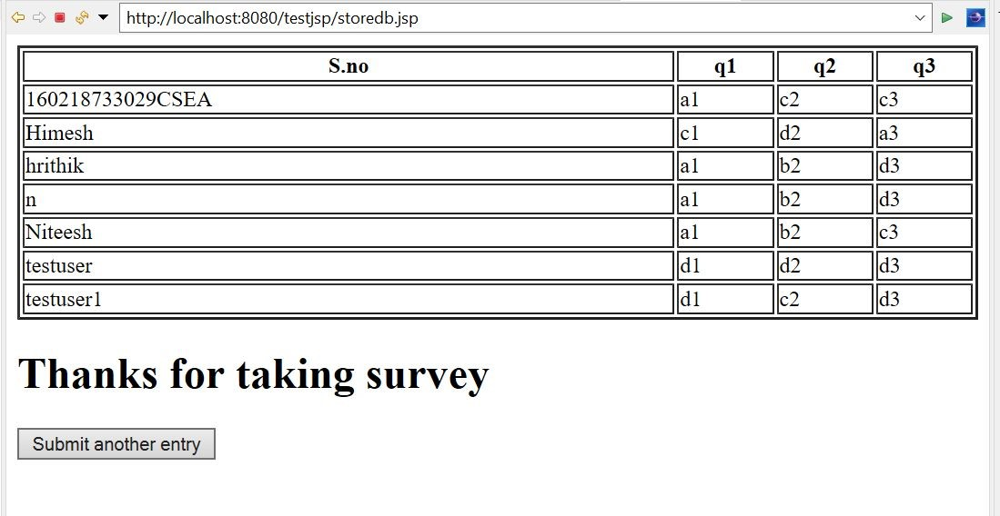 http://localhost:8080/testjsp/storedb.jsp
S.no q1 q2 q3
160218733029CSEA a1 c2 c3
Himesh c1 d2 a3
hrithik a1 b2 d3
n a1 b2 d3
Niteesh a1 b2 c3
testuser d1 d2 d3
testuser1 d1 c2 d3
Thanks for taking survey
Submit another entry